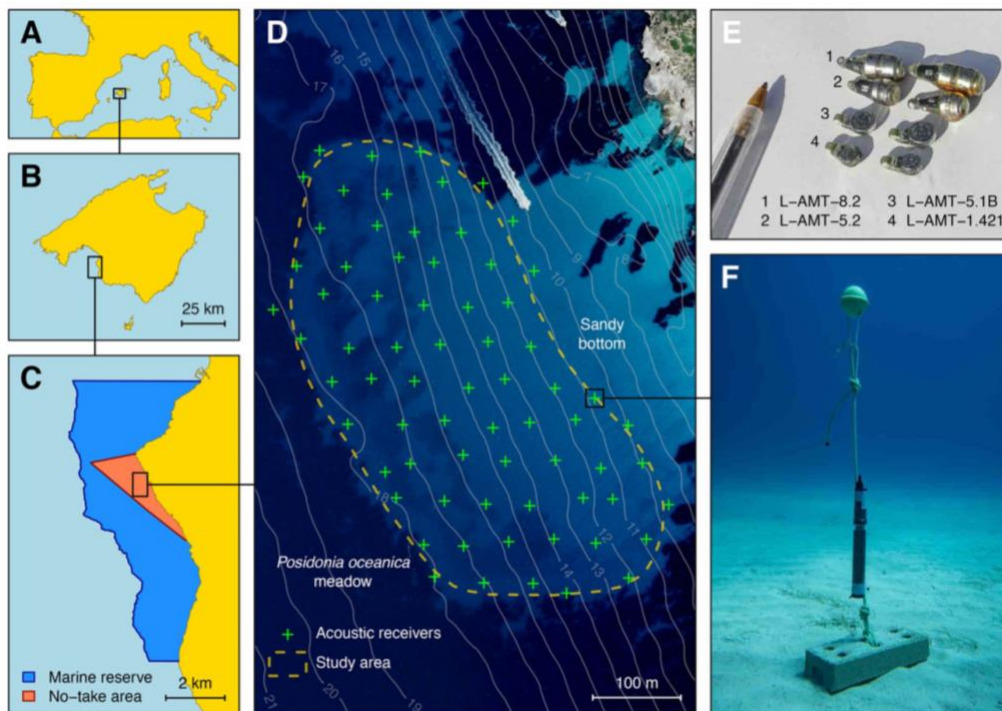 A
B
25 km
C
Marine reserve
No-take area
2 km
D
16
15
17
7
9
8
10
Sandy
bottom
18
11
12
13
14
Posidonia oceanica
meadow
Acoustic receivers
Study area
21
20
19
100 m
E
1
2
3
4
1 L-AMT-8.2 3 L-AMT-5.1B
2 L-AMT-5.2 4 L-AMT-1.421
F